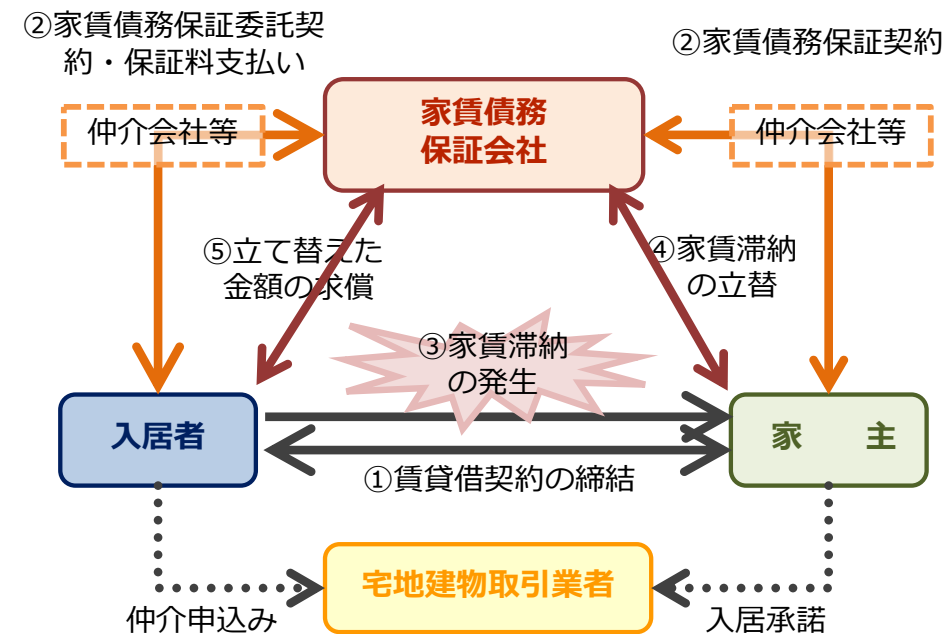 ②家賃債務保証委託契
約・保証料支払い
②家賃債務保証契約
家賃債務
保証会社
仲介会社等
仲介会社等
⑤立て替えた
金額の求償
④家賃滞納
の立替
③家賃滞納
の発生
入居者
家　主
①賃貸借契約の締結
宅地建物取引業者
仲介申込み
入居承諾